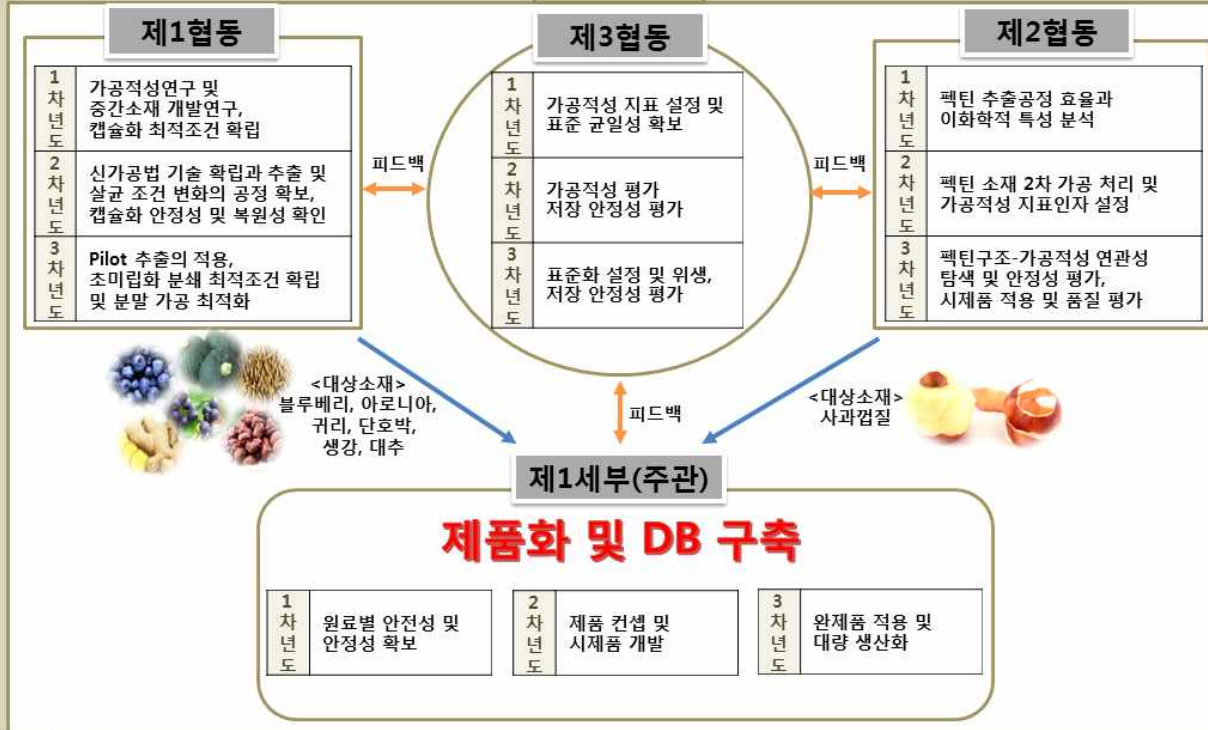 제1협동
1차년도
가공적성연구 및
중간소재 개발연구,
캡슐화 최적조건 확립
2차년도
신가공법 기술 확립과 추출 및
살균 조건 변화의 공정 확보,
캡슐화 안정성 및 복원성 확인
3차년도
Pilot 추출의 적용,
초미립화 분쇄 최적조건 확립
및 분말 가공 최적화
피드백
제3협동
1차년도
가공적성 지표 설정 및
표준 균일성 확보
2차년도
가공적성 평가
저장 안정성 평가
3차년도
표준화 설정 및 위생,
저장 안정성 평가
피드백
제2협동
1차년도
펙틴 추출공정 효율과
이화학적 특성 분석
2차년도
펙틴 소재 2차 가공 처리 및
가공적성 지표인자 설정
3차년도
펙틴구조-가공적성 연관성
탐색 및 안정성 평가,
시제품 적용 및 품질 평가
<대상소재>
블루베리, 아로니아,
귀리, 단호박,
생강, 대추
피드백
<대상소재>
사과껍질
제1세부(주관)
제품화 및 DB 구축
1차년도
원료별 안전성 및
안정성 확보
2차년도
제품 컨셉 및
시제품 개발
3차년도
완제품 적용 및
대량 생산화